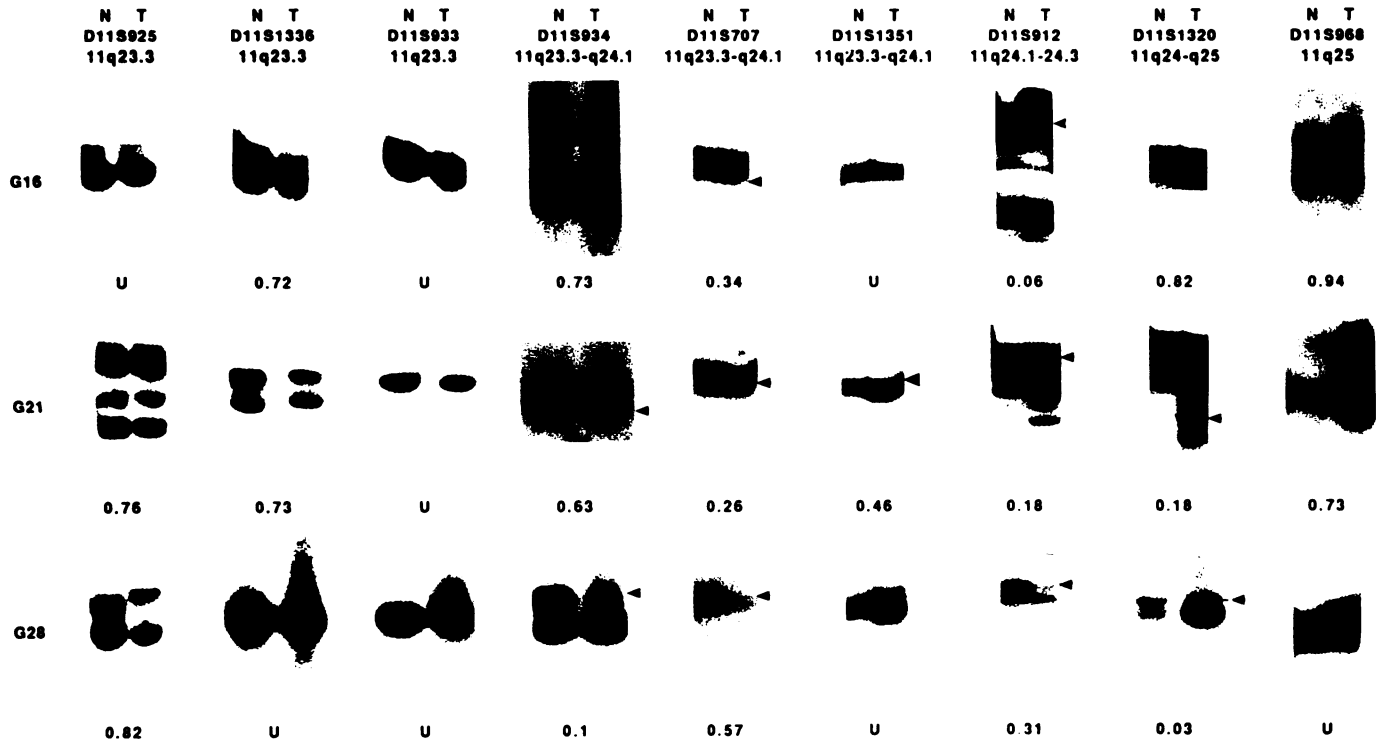 N T N T N T N T N T N T N T N T N T
D11S925 D11S1336 D11S933 D11S934 D11S707 D11S1351 D11S912 D11S1320 D11S968
11q23.3 11q23.3 11q23.3 11q23.3-q24.1 11q23.3-q24.1 11q23.3-q24.1 11q24.1-24.3 11q24-q25 11q25
G16
U 0.72 U 0.73 0.34 U 0.06 0.82 0.94
G21
0.76 0.73 U 0.63 0.26 0.46 0.18 0.18 0.73
G28
0.82 U U 0.1 0.57 U 0.31 0.03 U